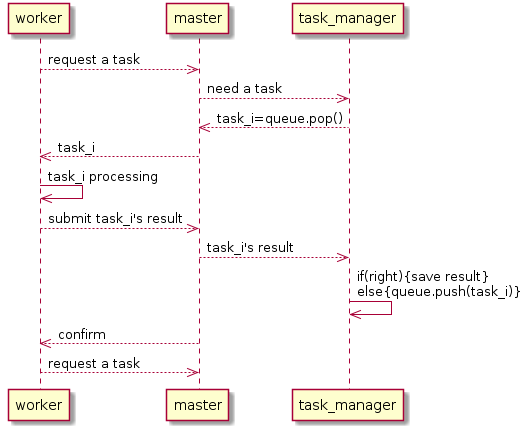 worker master task_manager
request a task
need a task
task_i=queue.pop()
task_i
task_i processing
submit task_i's result
task_i's result
if(right){save result}
else{queue.push(task_i)}
confirm
request a task
worker master task_manager